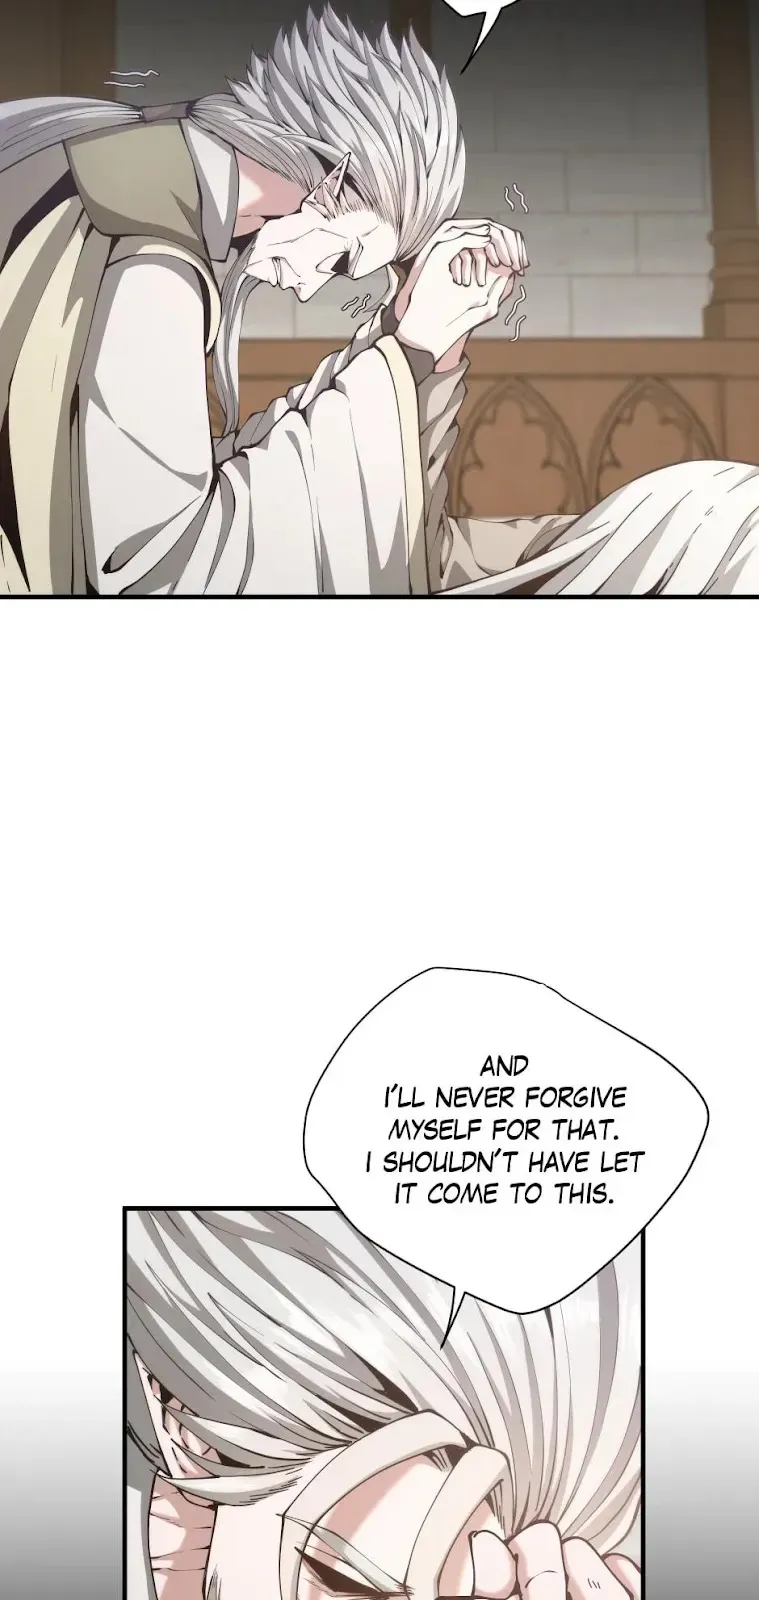 AND
I'LL NEVER FORGIVE
MYSELF FOR THAT.
I SHOULDN'T HAVE LET
IT COME TO THIS.